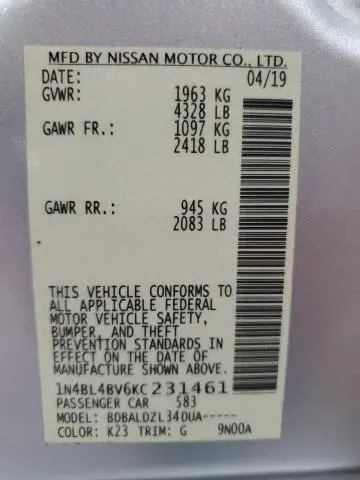 MFD BY NISSAN MOTOR CO., LTD.
DATE: 04/19
GVWR: 1963 KG
4328 LB
GAWR FR.: 1097 KG
2418 LB
GAWR RR.: 945 KG
2083 LB
THIS VEHICLE CONFORMS TO
ALL APPLICABLE FEDERAL
MOTOR VEHICLE SAFETY,
BUMPER, AND THEFT
PREVENTION STANDARDS IN
EFFECT ON THE DATE OF
MANUFACTURE SHOWN ABOVE.
1N4BL4BV6KC231461
PASSENGER CAR 583
MODEL: BDBALDZL34DUA-----
COLOR: K23 TRIM: G 9N00A